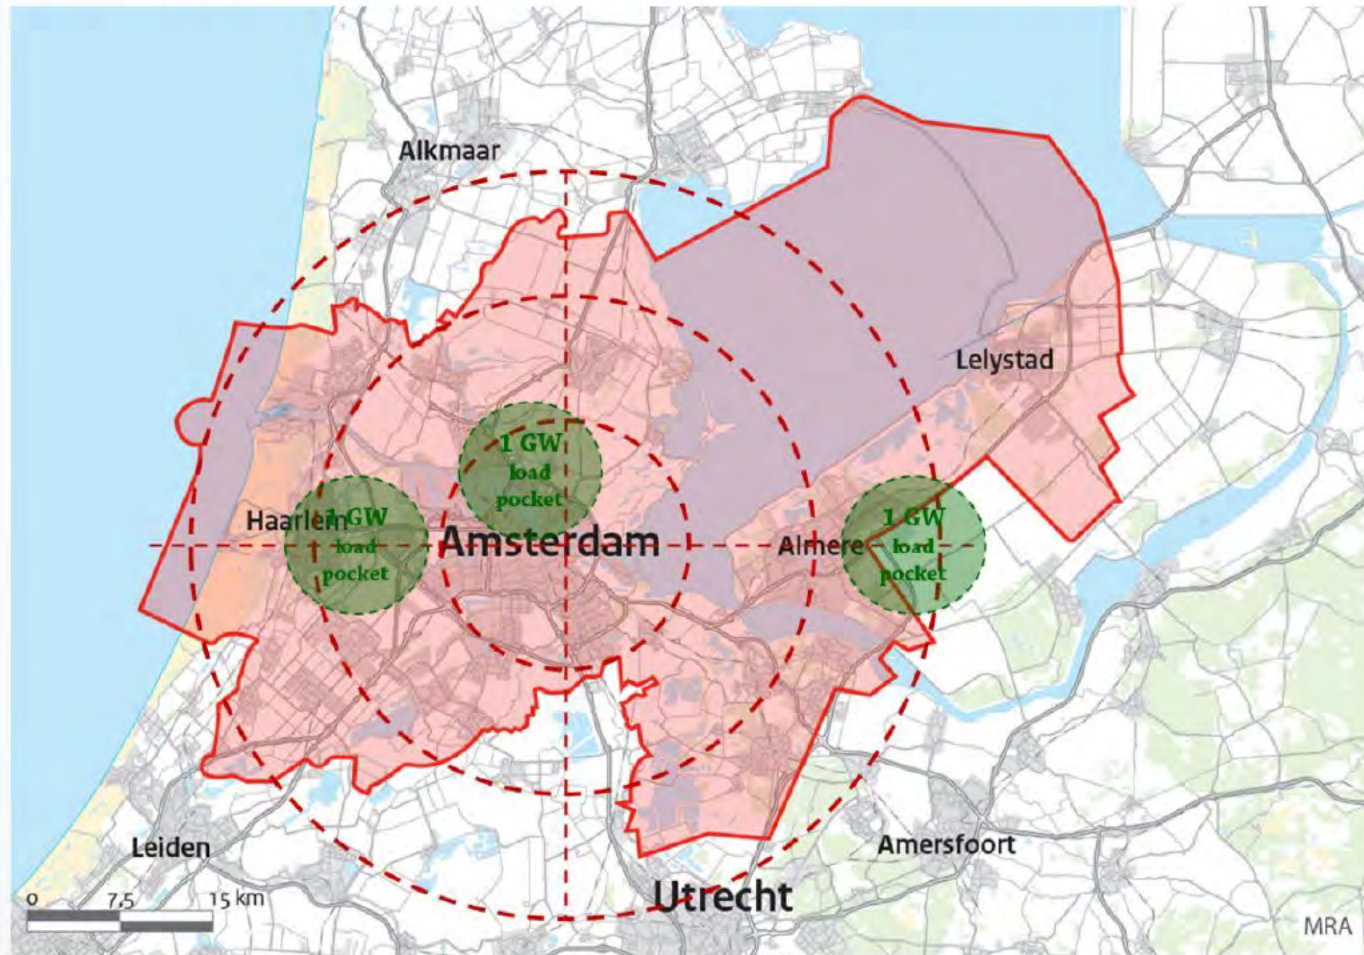 Alkmaar
Lelystad
1 GW
load
pocket
Haarlem
1 GW
load
pocket
Amsterdam
Almere
1 GW
load
pocket
Leiden
Amersfoort
Utrecht
0 7,5 15 km
MRA